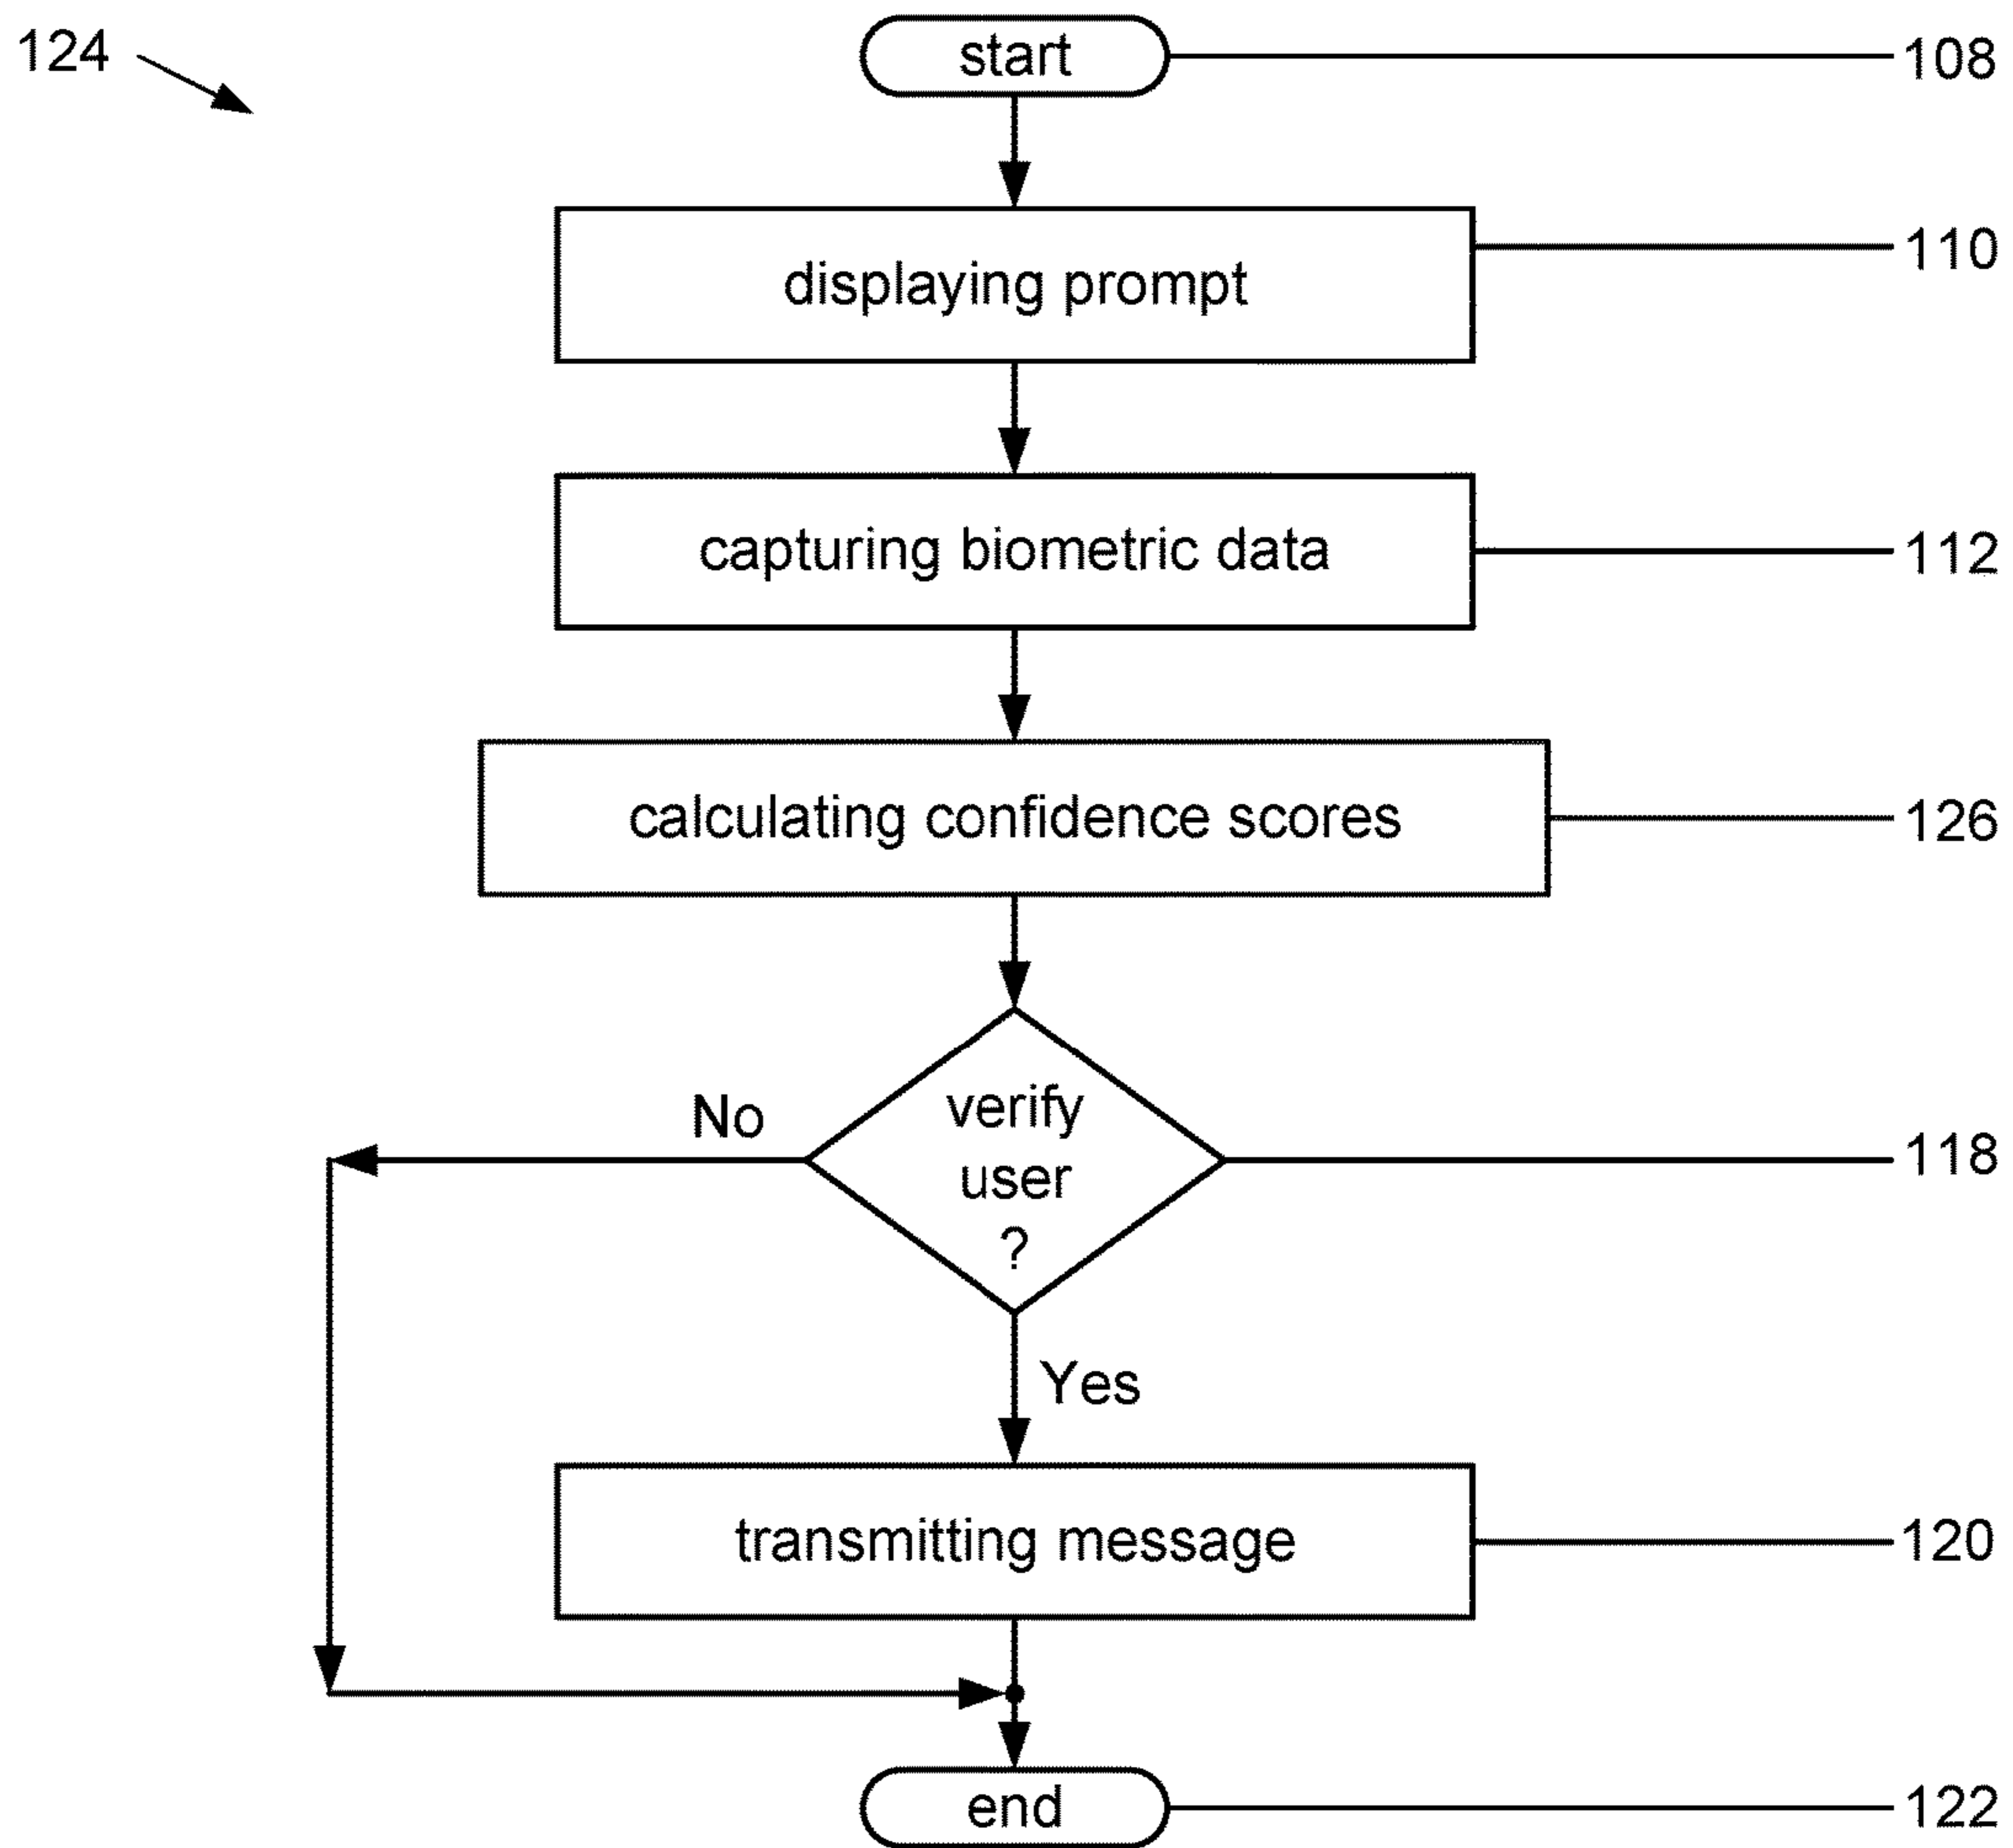 124
start
108
displaying prompt
110
capturing biometric data
112
calculating confidence scores
126
No
verify
user
?
118
Yes
transmitting message
120
end
122